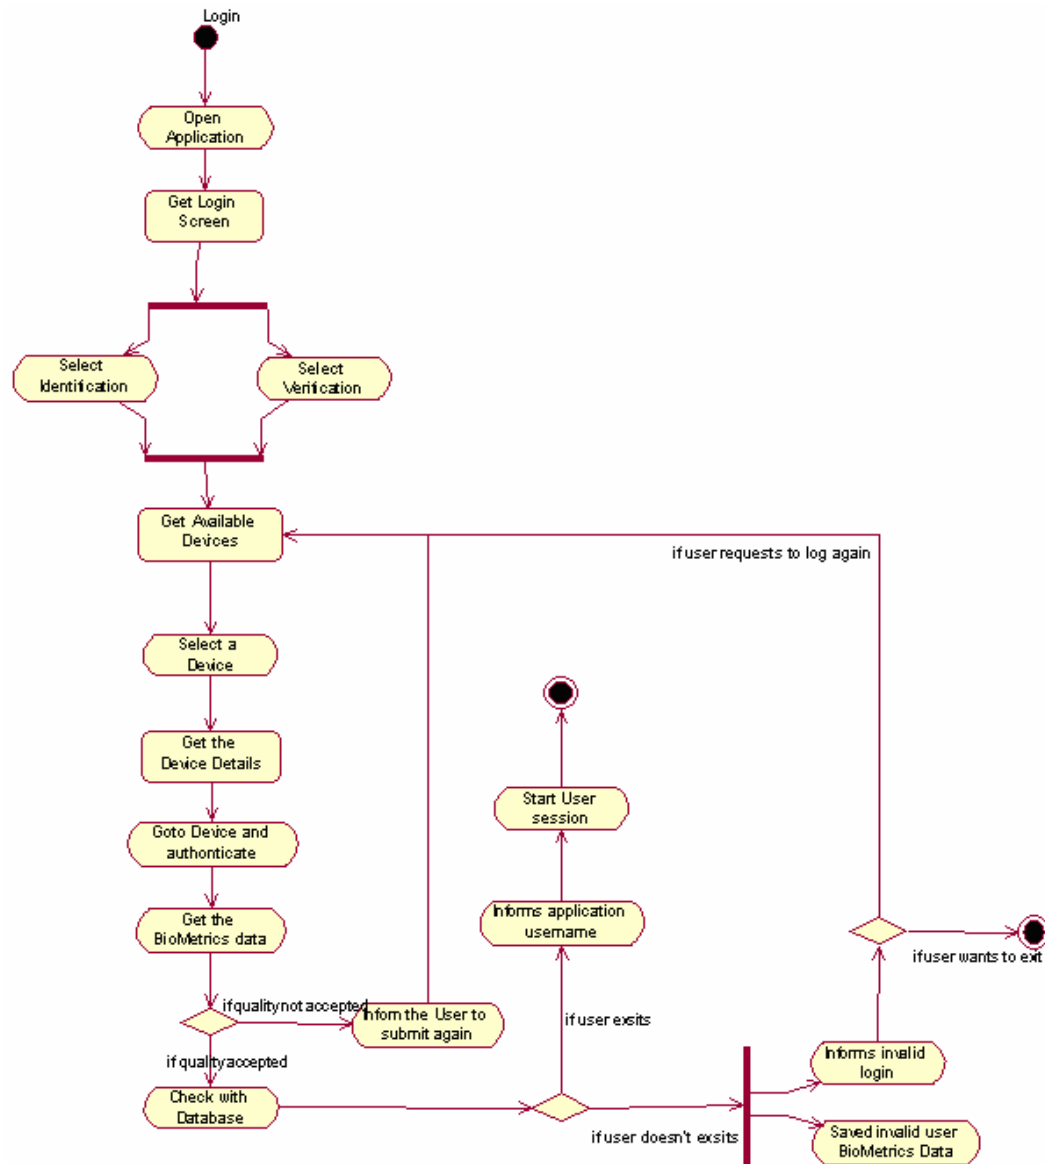 Login
Open
Application
Get Login
Screen
Select
Identification
Select
Verification
Get Available
Devices
if user requests to log again
Select a
Device
Get the
Device Details
Start User
session
Goto Device and
authonticate
Get the
BioMetrics data
Informs application
username
if user wants to exit
if quality not accepted
Inform the User to
submit again
if user exsits
if quality accepted
Informs invalid
login
Check with
Database
if user doesn't exsits
Saved invalid user
BioMetrics Data